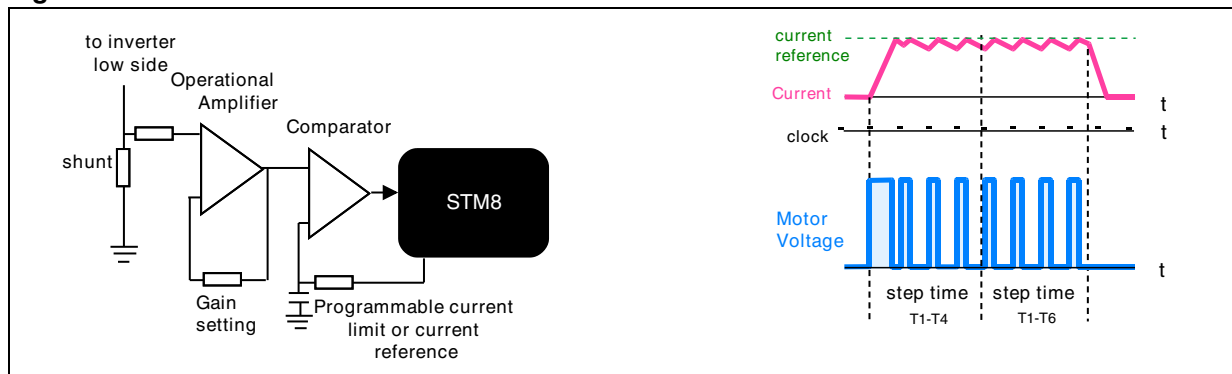 to inverter
low side
Operational
Amplifier
Comparator
shunt
STM8
Gain
setting
Programmable current
limit or current
reference
current
reference
Current
t
clock
t
Motor
Voltage
t
step time
step time
T1-T4
T1-T6